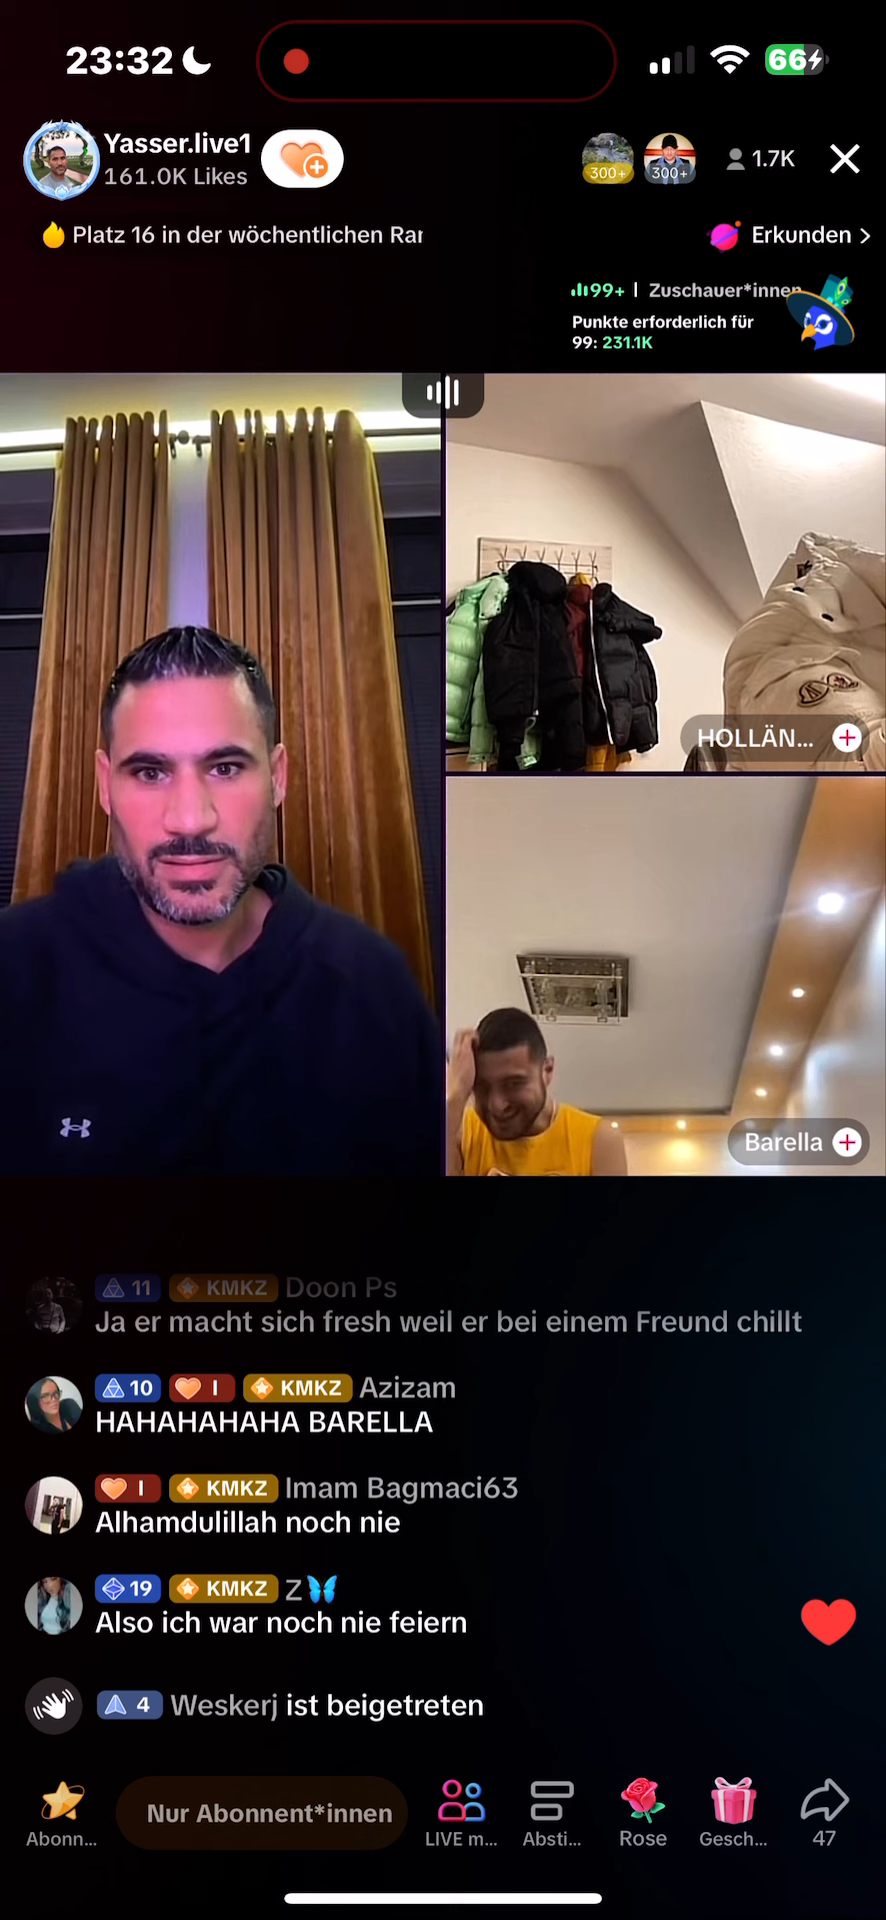 23:32
66
Yasser.live1
161.0K Likes
300+
300+
1.7K
Platz 16 in der wöchentlichen Ran
Erkunden >
99+ | Zuschauer*innen
Punkte erforderlich für
99: 231.1K
HOLLÄN...
Barella
11 KMKZ Doon Ps
Ja er macht sich fresh weil er bei einem Freund chillt
10 I KMKZ Azizam
HAHAHAHAHA BARELLA
I KMKZ Imam Bagmaci63
Alhamdulillah noch nie
19 KMKZ Z
Also ich war noch nie feiern
4 Weskerj ist beigetreten
Nur Abonnent*innen
Abonn...
LIVE m...
Absti...
Rose
Gesch...
47